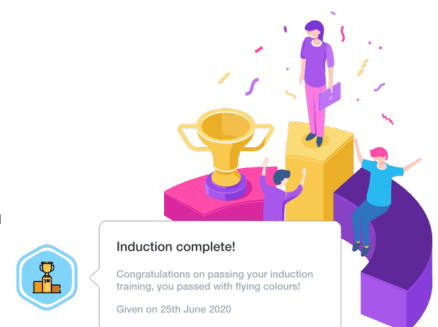 Induction complete!
Congratulations on passing your induction
training, you passed with flying colours!
Given on 25th June 2020